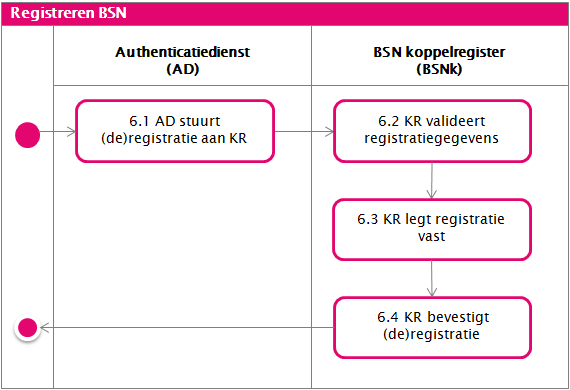 Registreren BSN
Authenticatiedienst
(AD)
BSN koppelregister
(BSNk)
6.1 AD stuurt
(de)registratie aan KR
6.2 KR valideert
registratiegegevens
6.3 KR legt registratie
vast
6.4 KR bevestigt
(de)registratie